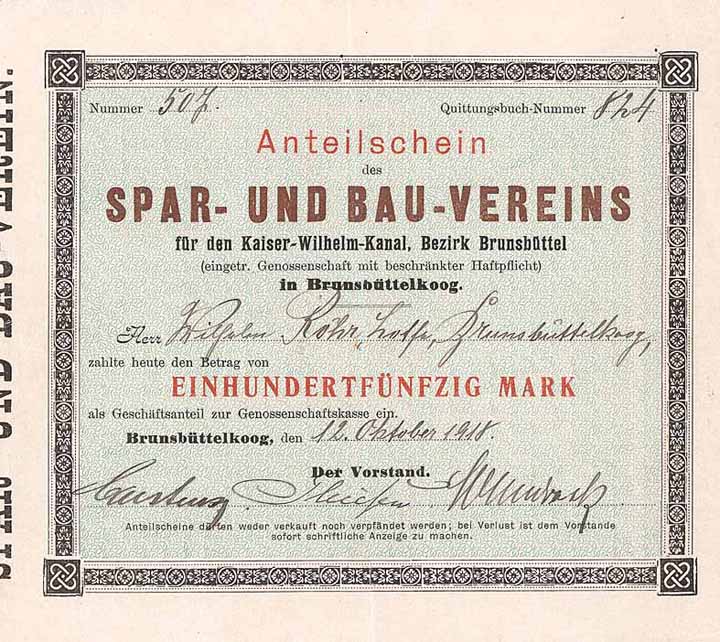 Nummer 507. Quittungsbuch-Nummer 824
Anteilschein
des
SPAR- UND BAU-VEREINS
für den Kaiser-Wilhelm-Kanal, Bezirk Brunsbüttel
(eingetr. Genossenschaft mit beschränkter Haftpflicht)
in Brunsbüttelkoog.
Herr Wilhelm Röhr, Lotse, Brunsbüttelkoog,
zahlte heute den Betrag von
EINHUNDERTFÜNFZIG MARK
als Geschäftsanteil zur Genossenschaftskasse ein.
Brunsbüttelkoog, den 12. Oktober 1918.
Der Vorstand.
Anteilscheine dürfen weder verkauft noch verpfändet werden; bei Verlust ist dem Vorstande
sofort schriftliche Anzeige zu machen.